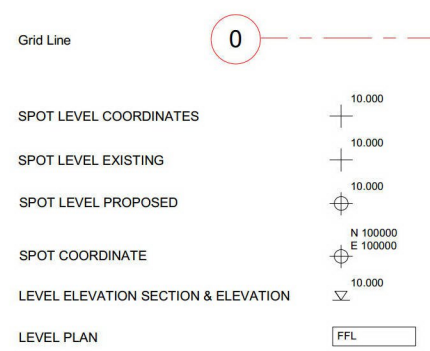 Grid Line 0
10.000
SPOT LEVEL COORDINATES
10.000
SPOT LEVEL EXISTING
10.000
SPOT LEVEL PROPOSED
N 100000
E 100000
SPOT COORDINATE
10.000
LEVEL ELEVATION SECTION & ELEVATION
LEVEL PLAN FFL